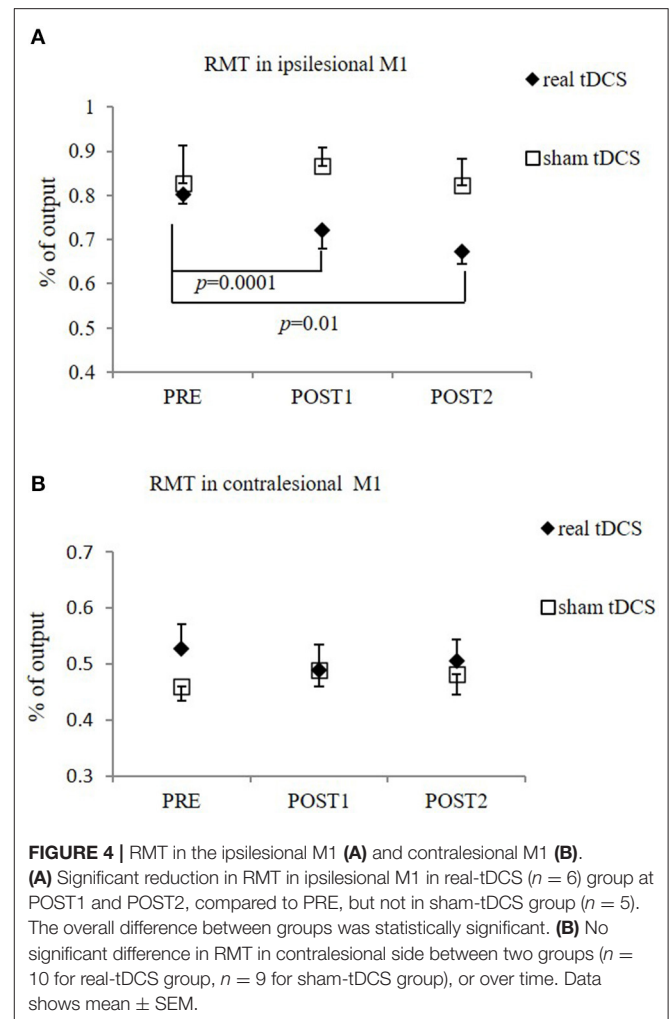 A
RMT in ipsilesional M1
real tDCS
sham tDCS
% of output
1
0.9
0.8
0.7
0.6
0.5
0.4
p=0.0001
p=0.01
PRE POST1 POST2
B
RMT in contralesional M1
real tDCS
sham tDCS
% of output
0.7
0.6
0.5
0.4
0.3
PRE POST1 POST2
FIGURE 4 | RMT in the ipsilesional M1 (A) and contralesional M1 (B).
(A) Significant reduction in RMT in ipsilesional M1 in real-tDCS (n = 6) group at
POST1 and POST2, compared to PRE, but not in sham-tDCS group (n = 5).
The overall difference between groups was statistically significant. (B) No
significant difference in RMT in contralesional side between two groups (n =
10 for real-tDCS group, n = 9 for sham-tDCS group), or over time. Data
shows mean ± SEM.